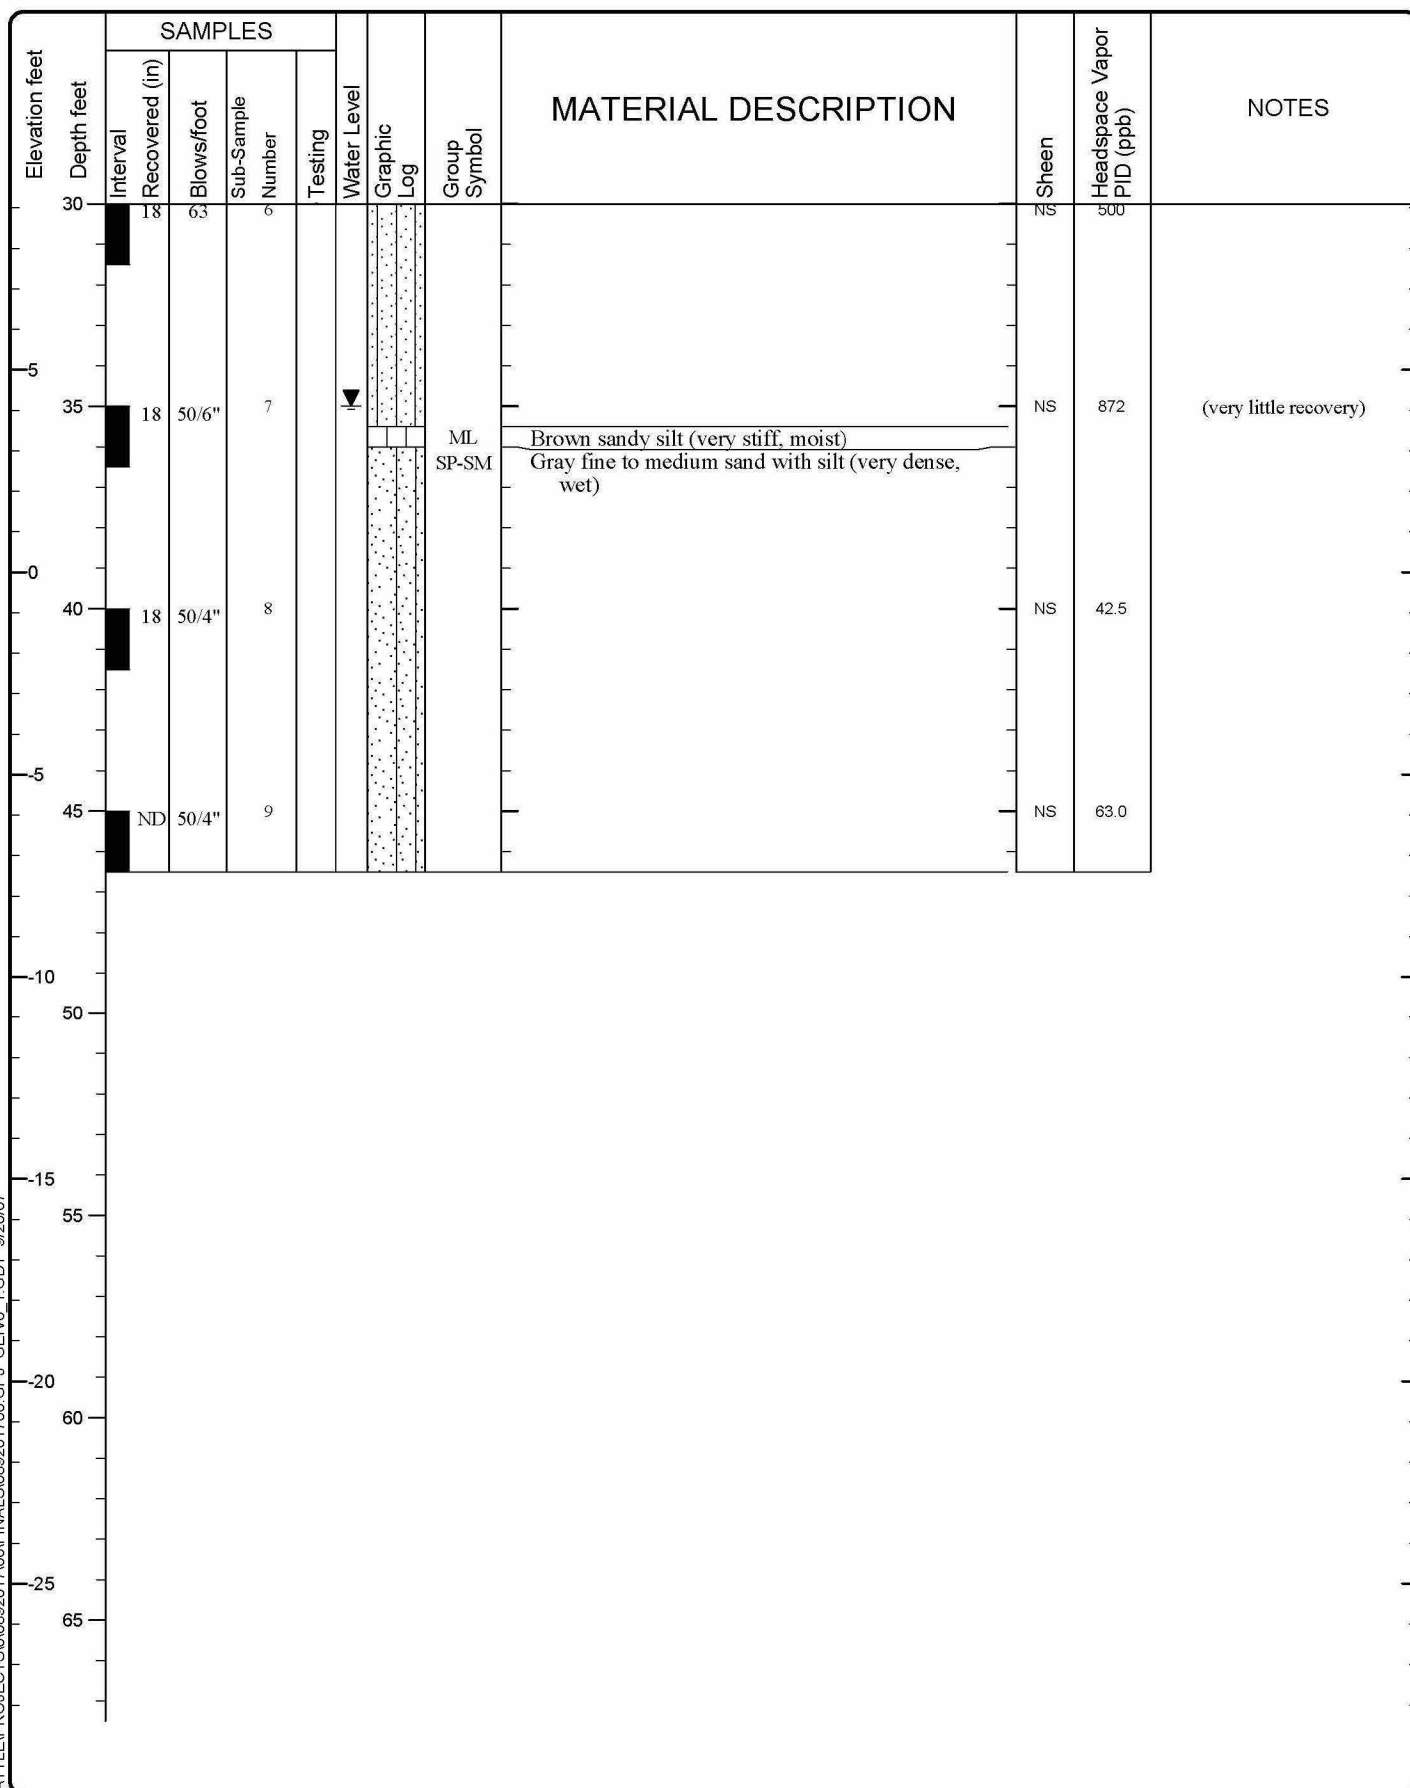 SAMPLES
Elevation feet
Depth feet
Interval
Recovered (in)
Blows/foot
Sub-Sample
Number
Testing
Water Level
Graphic
Log
Group
Symbol
MATERIAL DESCRIPTION
Sheen
Headspace Vapor
PID (ppb)
NOTES
30 18 63 6 NS 500
5
35 18 50/6" 7 NS 872 (very little recovery)
ML Brown sandy silt (very stiff, moist)
SP-SM Gray fine to medium sand with silt (very dense,
wet)
0
40 18 50/4" 8 NS 42.5
-5
45 ND 50/4" 9 NS 63.0
-10
50
-15
55
-20
60
-25
65